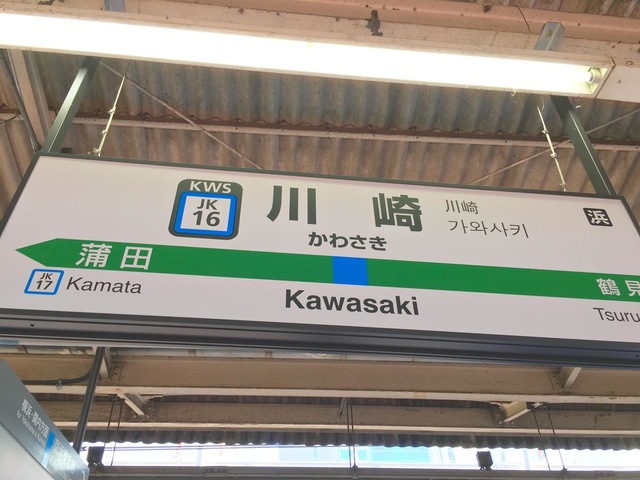 KWS
JK
16
川崎
川崎
가와사키
浜
かわさき
蒲田
鶴見
JK
17
Kamata
Kawasaki
Tsuru